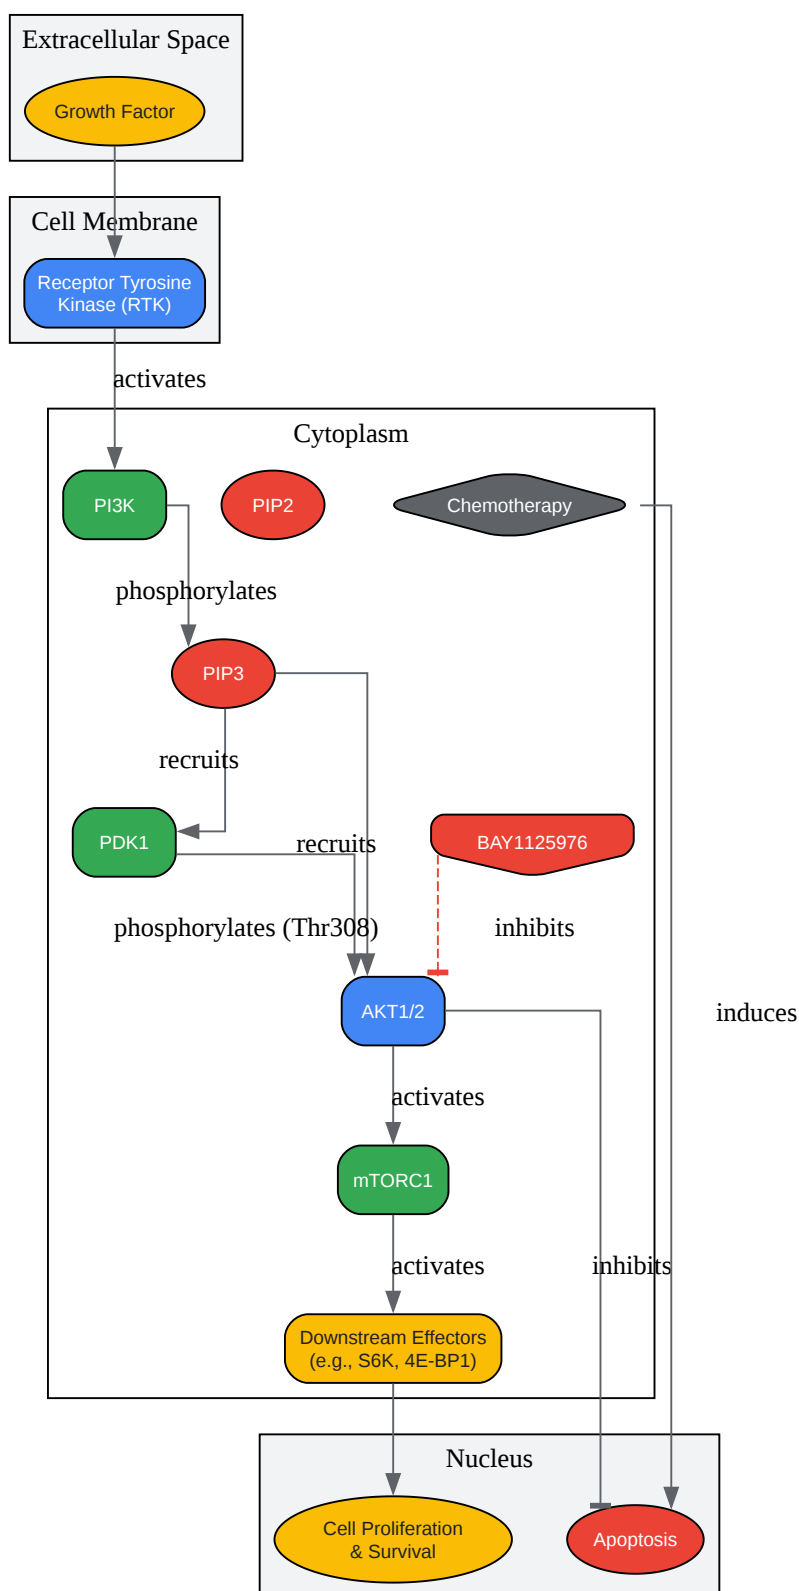 Extracellular Space
Growth Factor
Cell Membrane
Receptor Tyrosine
Kinase (RTK)
activates
Cytoplasm
PI3K
PIP2
Chemotherapy
phosphorylates
PIP3
recruits
PDK1
recruits
BAY1125976
phosphorylates (Thr308)
inhibits
AKT1/2
induces
activates
mTORC1
activates
inhibits
Downstream Effectors
(e.g., S6K, 4E-BP1)
Nucleus
Cell Proliferation
& Survival
Apoptosis